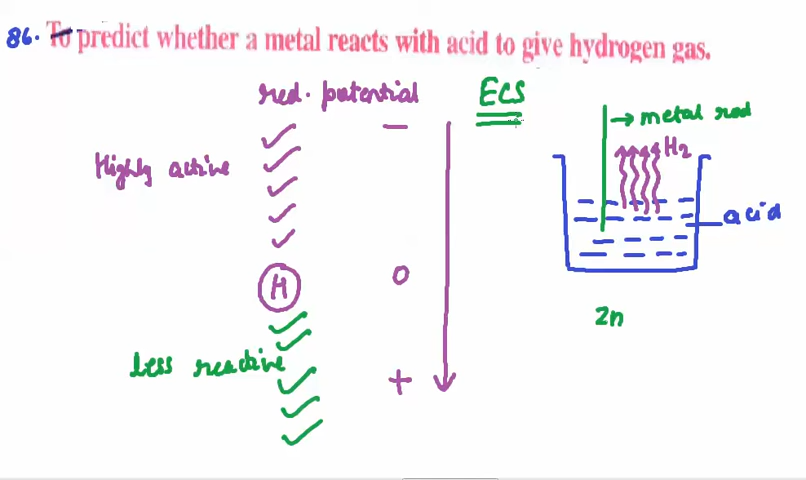 86. To predict whether a metal reacts with acid to give hydrogen gas.
red. potential
ECS
→ metal rod
Highly active
−
H2
acid
H
0
Zn
Less reactive
+